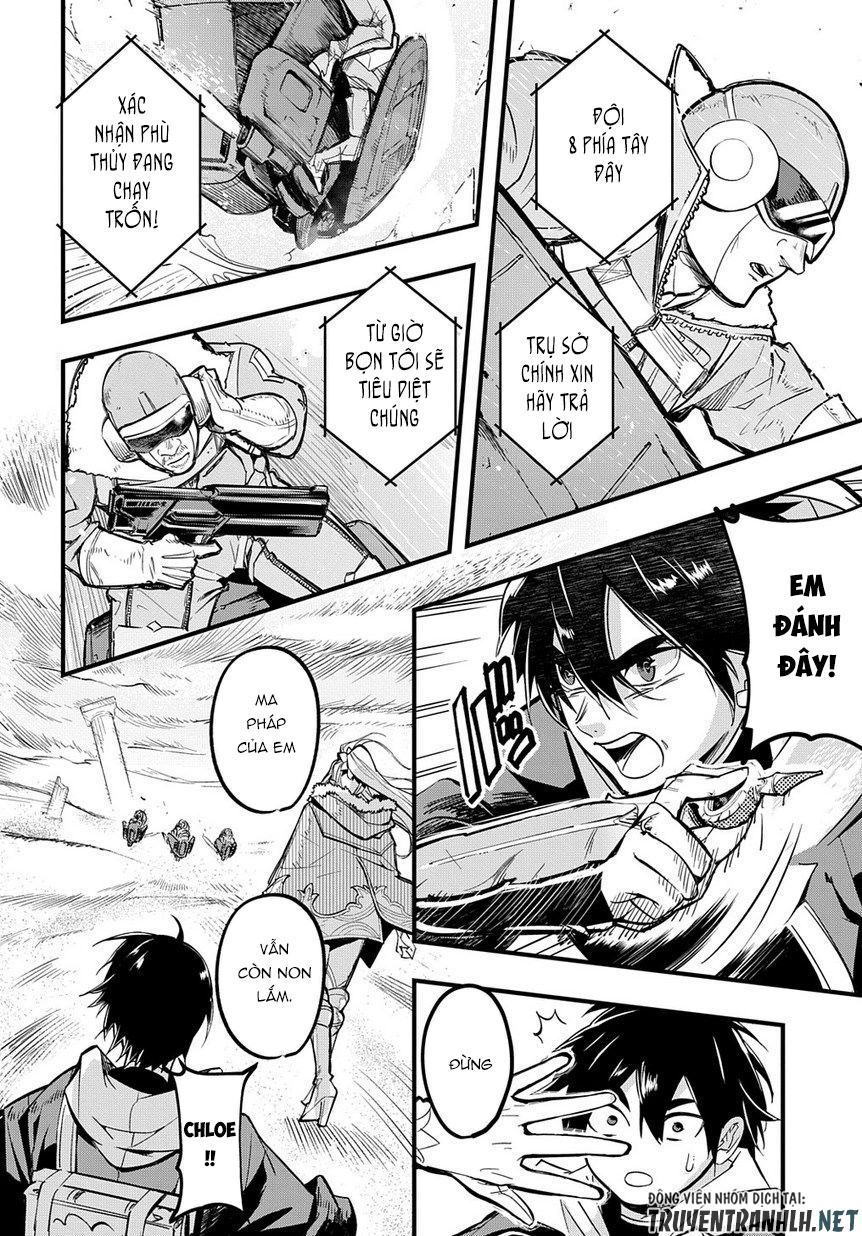 ĐỘI
8 PHÍA TÂY
ĐÂY
XÁC
NHẬN PHÙ
THỦY ĐANG
CHẠY
TRỐN!
TRỤ SỞ
CHÍNH XIN
HÃY TRẢ
LỜI
TỪ GIỜ
BỌN TÔI SẼ
TIÊU DIỆT
CHÚNG
EM
ĐÁNH
ĐÂY!
ĐỪNG
MA
PHÁP
CỦA EM
VẪN
CÒN NON
LẮM.
CHLOE
!!
ĐỘNG VIÊN NHÓM DỊCH TẠI:
TRUYENTRANHLH.NET